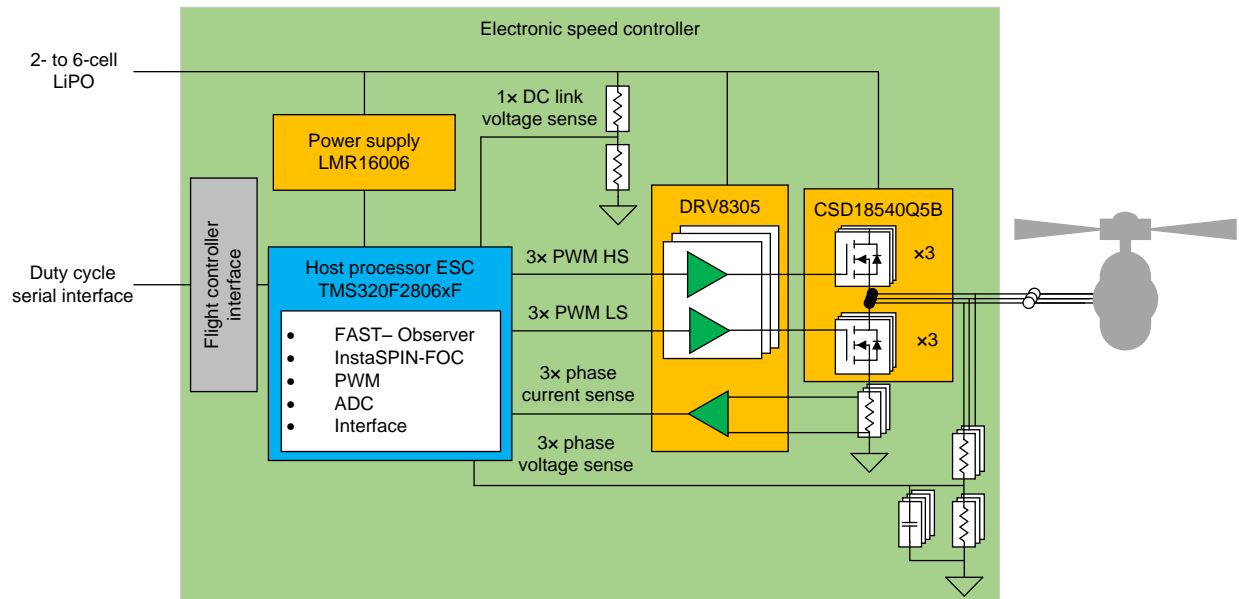 Electronic speed controller
2- to 6-cell
LiPO
1× DC link
voltage sense
Power supply
LMR16006
DRV8305
CSD18540Q5B
Flight controller
interface
Duty cycle
serial interface
Host processor ESC
TMS320F2806xF
3× PWM HS
×3
3× PWM LS
×3
• FAST– Observer
• InstaSPIN-FOC
• PWM
• ADC
• Interface
3× phase
current sense
3× phase
voltage sense